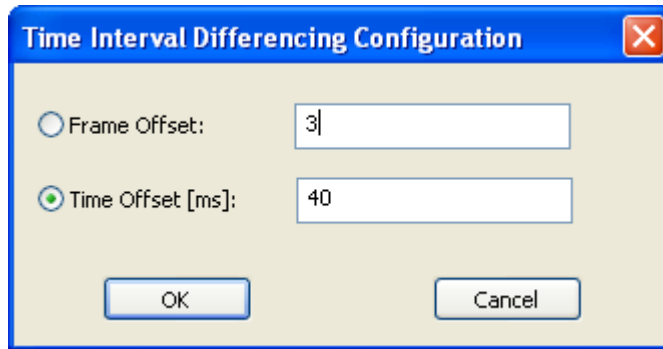 Time Interval Differencing Configuration
Frame Offset: 3
Time Offset [ms]: 40
OK Cancel